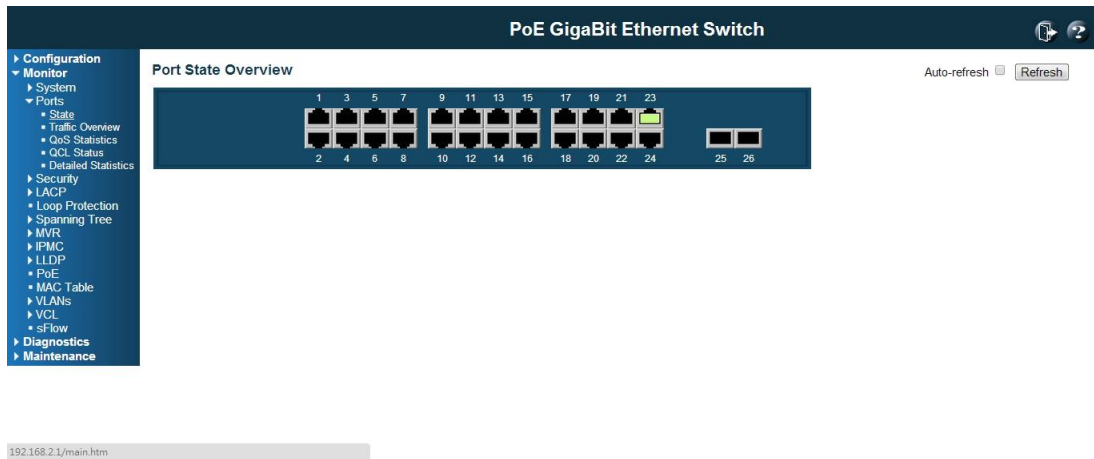 PoE GigaBit Ethernet Switch
Configuration
Monitor
System
Ports
State
Traffic Overview
QoS Statistics
QCL Status
Detailed Statistics
Security
LACP
Loop Protection
Spanning Tree
MVR
IPMC
LLDP
PoE
MAC Table
VLANs
VCL
sFlow
Diagnostics
Maintenance
Port State Overview
Auto-refresh Refresh
1 3 5 7 9 11 13 15 17 19 21 23
2 4 6 8 10 12 14 16 18 20 22 24 25 26
192.168.2.1/main.htm